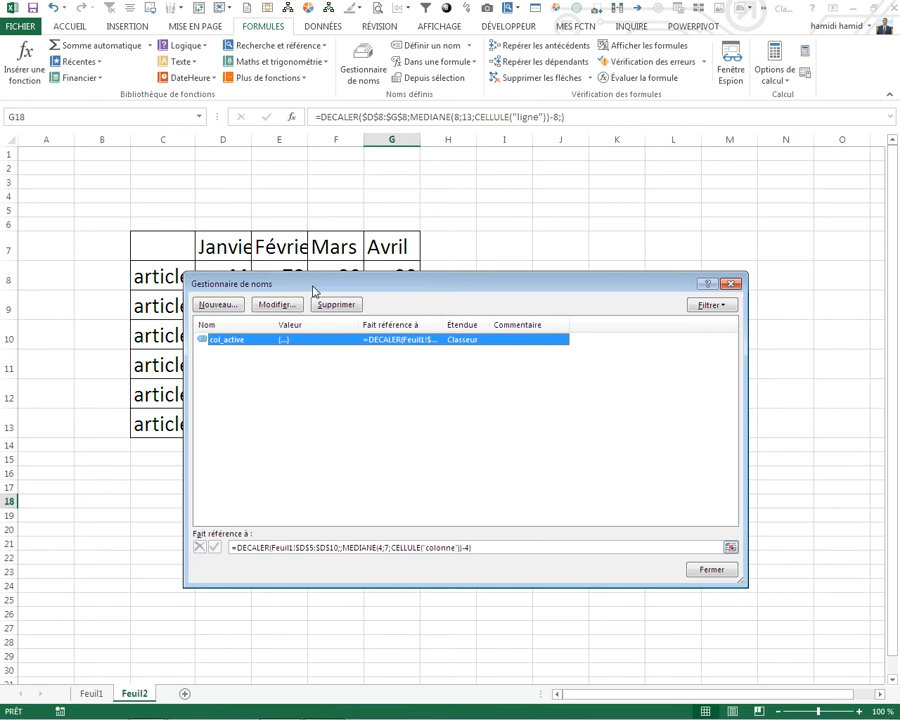 Cla...
FICHIER ACCUEIL INSERTION MISE EN PAGE FORMULES DONNÉES RÉVISION AFFICHAGE DÉVELOPPEUR MES FCTN INQUIRE POWERPIVOT hamidi hamid
Insérer une fonction
Somme automatique
Récentes
Financier
Logique
Texte
DateHeure
Recherche et référence
Maths et trigonométrie
Plus de fonctions
Bibliothèque de fonctions
Gestionnaire de noms
Définir un nom
Dans une formule
Depuis sélection
Noms définis
Repérer les antécédents
Repérer les dépendants
Supprimer les flèches
Afficher les formules
Vérification des erreurs
Évaluer la formule
Vérification des formules
Fenêtre Espion
Options de calcul
Calcul
G18
=DECALER($D$8:$G$8;MEDIANE(8;13;CELLULE("ligne"))-8;)
A B C D E F G H I J K L M N O
1
2
3
4
5
6
7 Janvie Févrie Mars Avril
8 article
9 article
10 article
11 article
12 article
13 article
14
15
16
17
18
19
20
21
22
23
24
25
26
27
28
29
30
Gestionnaire de noms
Nouveau... Modifier... Supprimer Filtrer
Nom Valeur Fait référence à Étendue Commentaire
col_active {...} =DECALER(Feuil1!$... Classeur
Fait référence à :
=DECALER(Feuil1!$D$5:$D$10;;MEDIANE(4;7;CELLULE("colonne"))-4)
Fermer
Feuil1 Feuil2
PRÊT 100 %